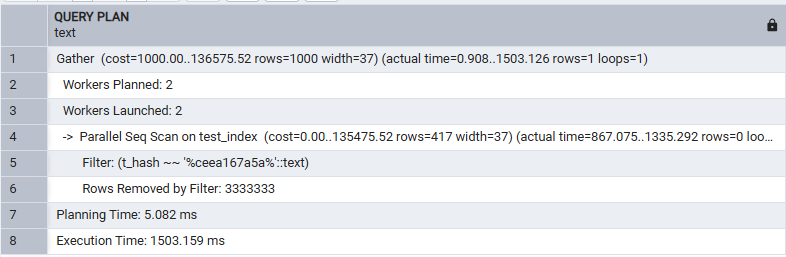 QUERY PLAN
text
1 Gather (cost=1000.00..136575.52 rows=1000 width=37) (actual time=0.908..1503.126 rows=1 loops=1)
2 Workers Planned: 2
3 Workers Launched: 2
4 -> Parallel Seq Scan on test_index (cost=0.00..135475.52 rows=417 width=37) (actual time=867.075..1335.292 rows=0 loo...
5 Filter: (t_hash ~~ '%ceea167a5a%'::text)
6 Rows Removed by Filter: 3333333
7 Planning Time: 5.082 ms
8 Execution Time: 1503.159 ms